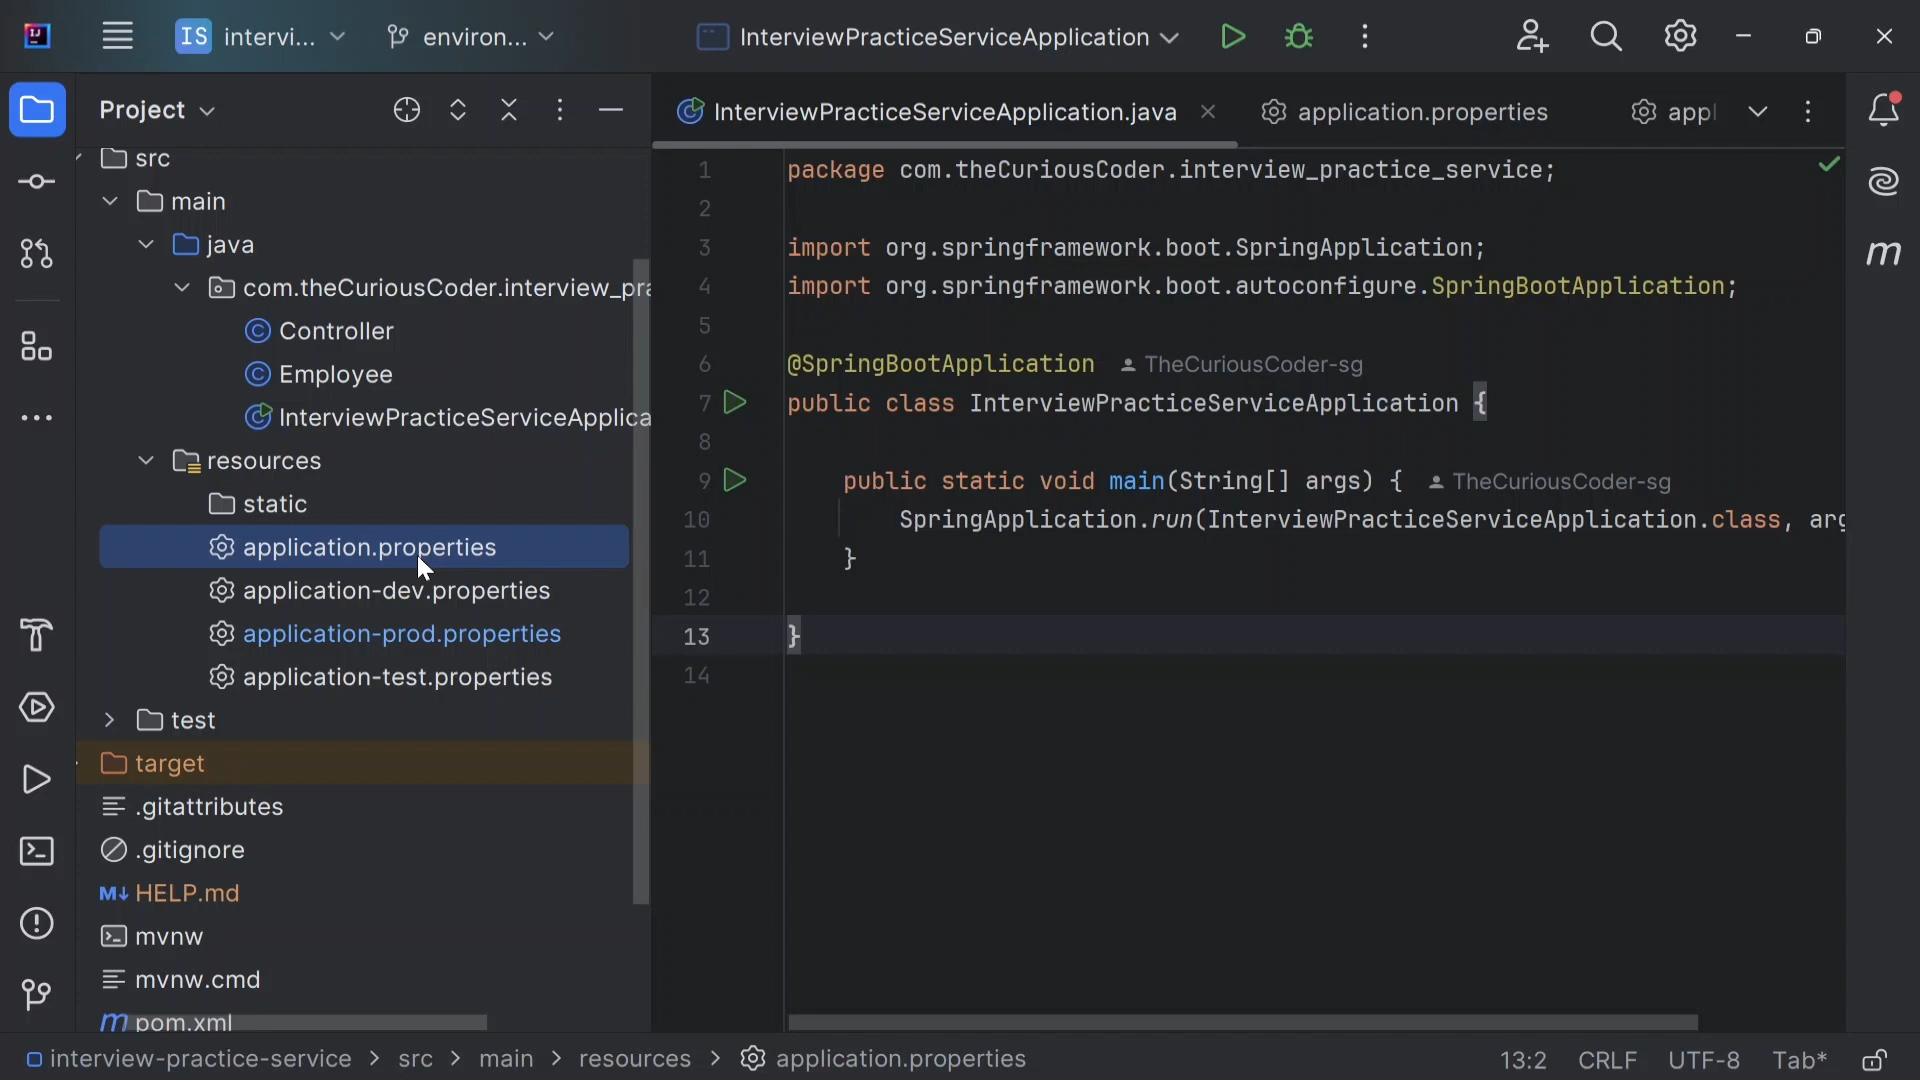 IS intervi...
environ...
InterviewPracticeServiceApplication
Project
InterviewPracticeServiceApplication.java
application.properties
appl
src
main
java
com.theCuriousCoder.interview_pra
Controller
Employee
InterviewPracticeServiceApplica
resources
static
application.properties
application-dev.properties
application-prod.properties
application-test.properties
test
target
.gitattributes
.gitignore
M↓ HELP.md
mvnw
mvnw.cmd
m pom.xml
1 package com.theCuriousCoder.interview_practice_service;
2
3 import org.springframework.boot.SpringApplication;
4 import org.springframework.boot.autoconfigure.SpringBootApplication;
5
6 @SpringBootApplication TheCuriousCoder-sg
7 public class InterviewPracticeServiceApplication {
8
9 public static void main(String[] args) { TheCuriousCoder-sg
10 SpringApplication.run(InterviewPracticeServiceApplication.class, arg
11 }
12
13 }
14
m
interview-practice-service > src > main > resources > application.properties
13:2 CRLF UTF-8 Tab*